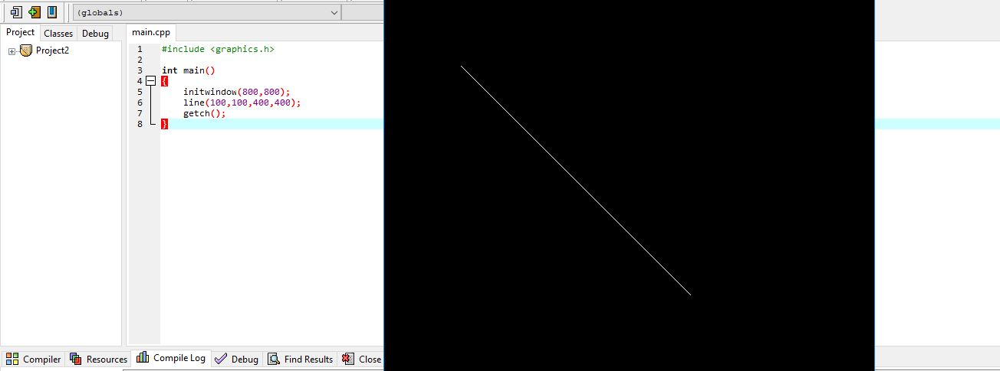 (globals)
Project Classes Debug
main.cpp
Project2
1 #include <graphics.h>
2
3 int main()
4 {
5 initwindow(800,800);
6 line(100,100,400,400);
7 getch();
8 }
Compiler Resources Compile Log Debug Find Results Close